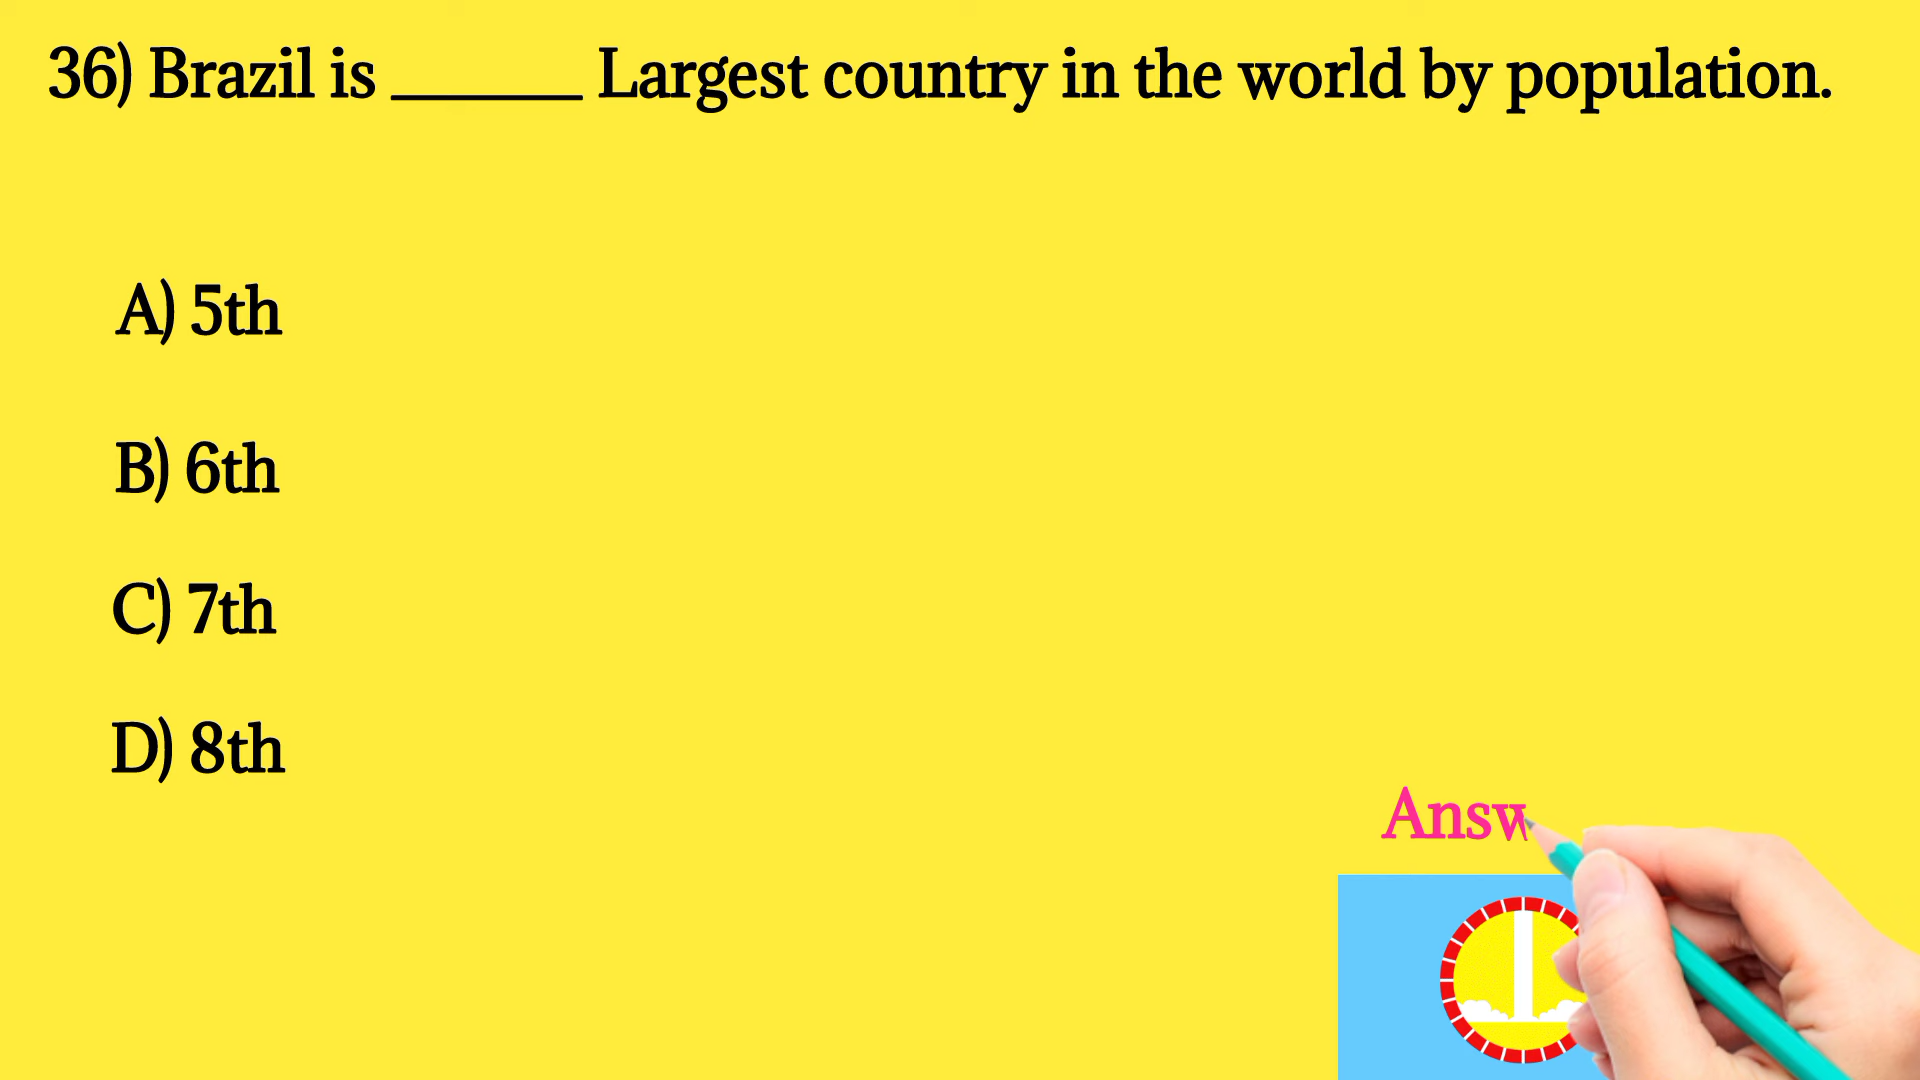 36) Brazil is ______ Largest country in the world by population.
A) 5th
B) 6th
C) 7th
D) 8th
Answ